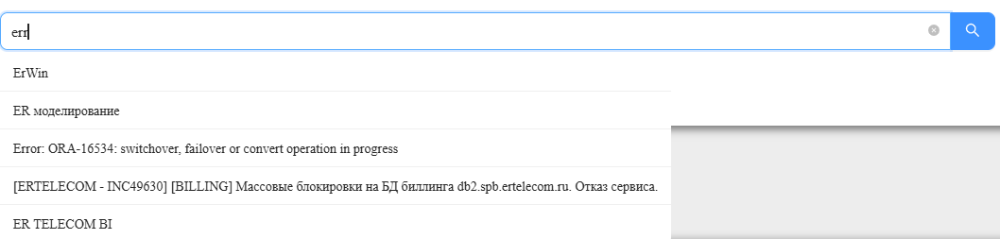 err
ErWin
ER моделирование
Error: ORA-16534: switchover, failover or convert operation in progress
[ERTELECOM - INC49630] [BILLING] Массовые блокировки на БД биллинга db2.spb.ertelecom.ru. Отказ сервиса.
ER TELECOM BI